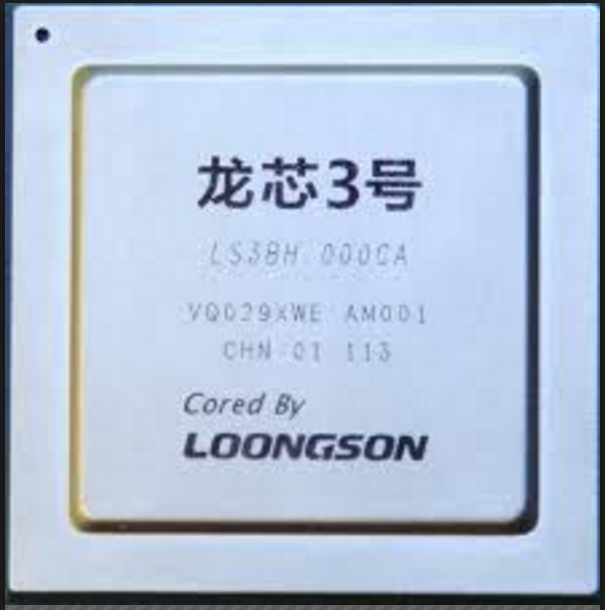 龙芯3号
LS3BH 000CA
VQ029XWE AM001
CHN 01 113
Cored By
LOONGSON